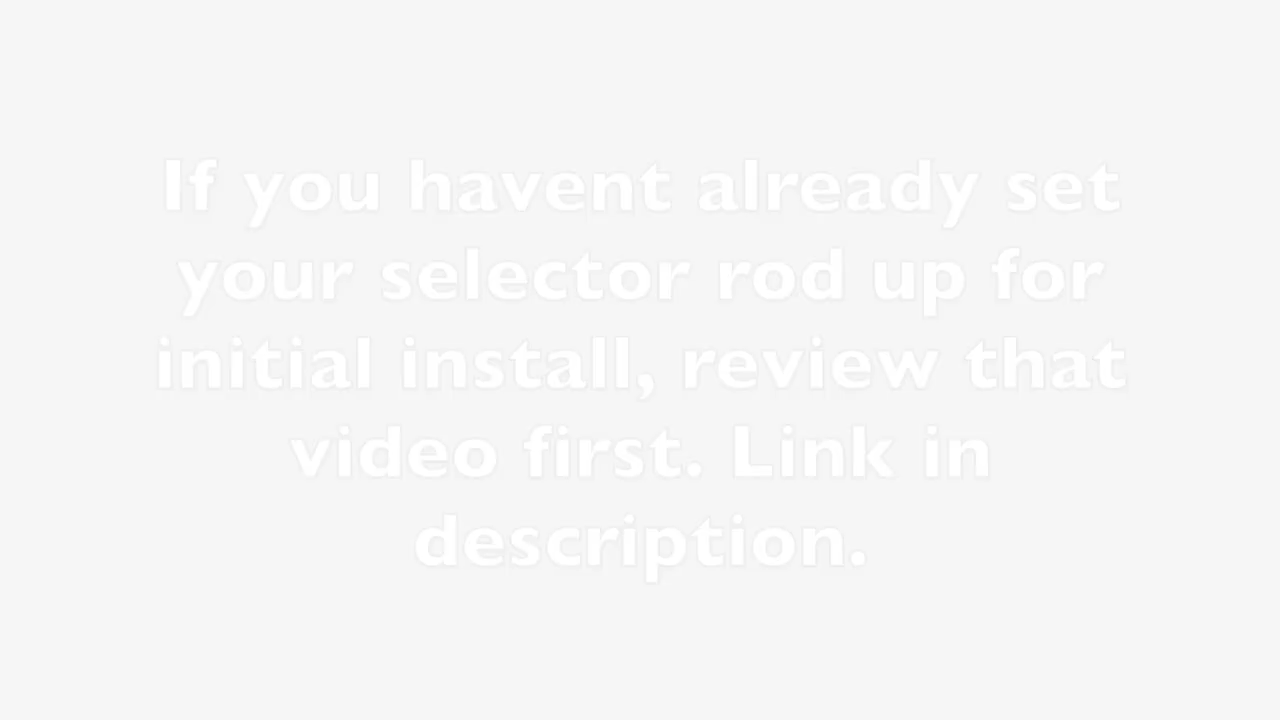 If you havent already set
your selector rod up for
initial install, review that
video first. Link in
description.